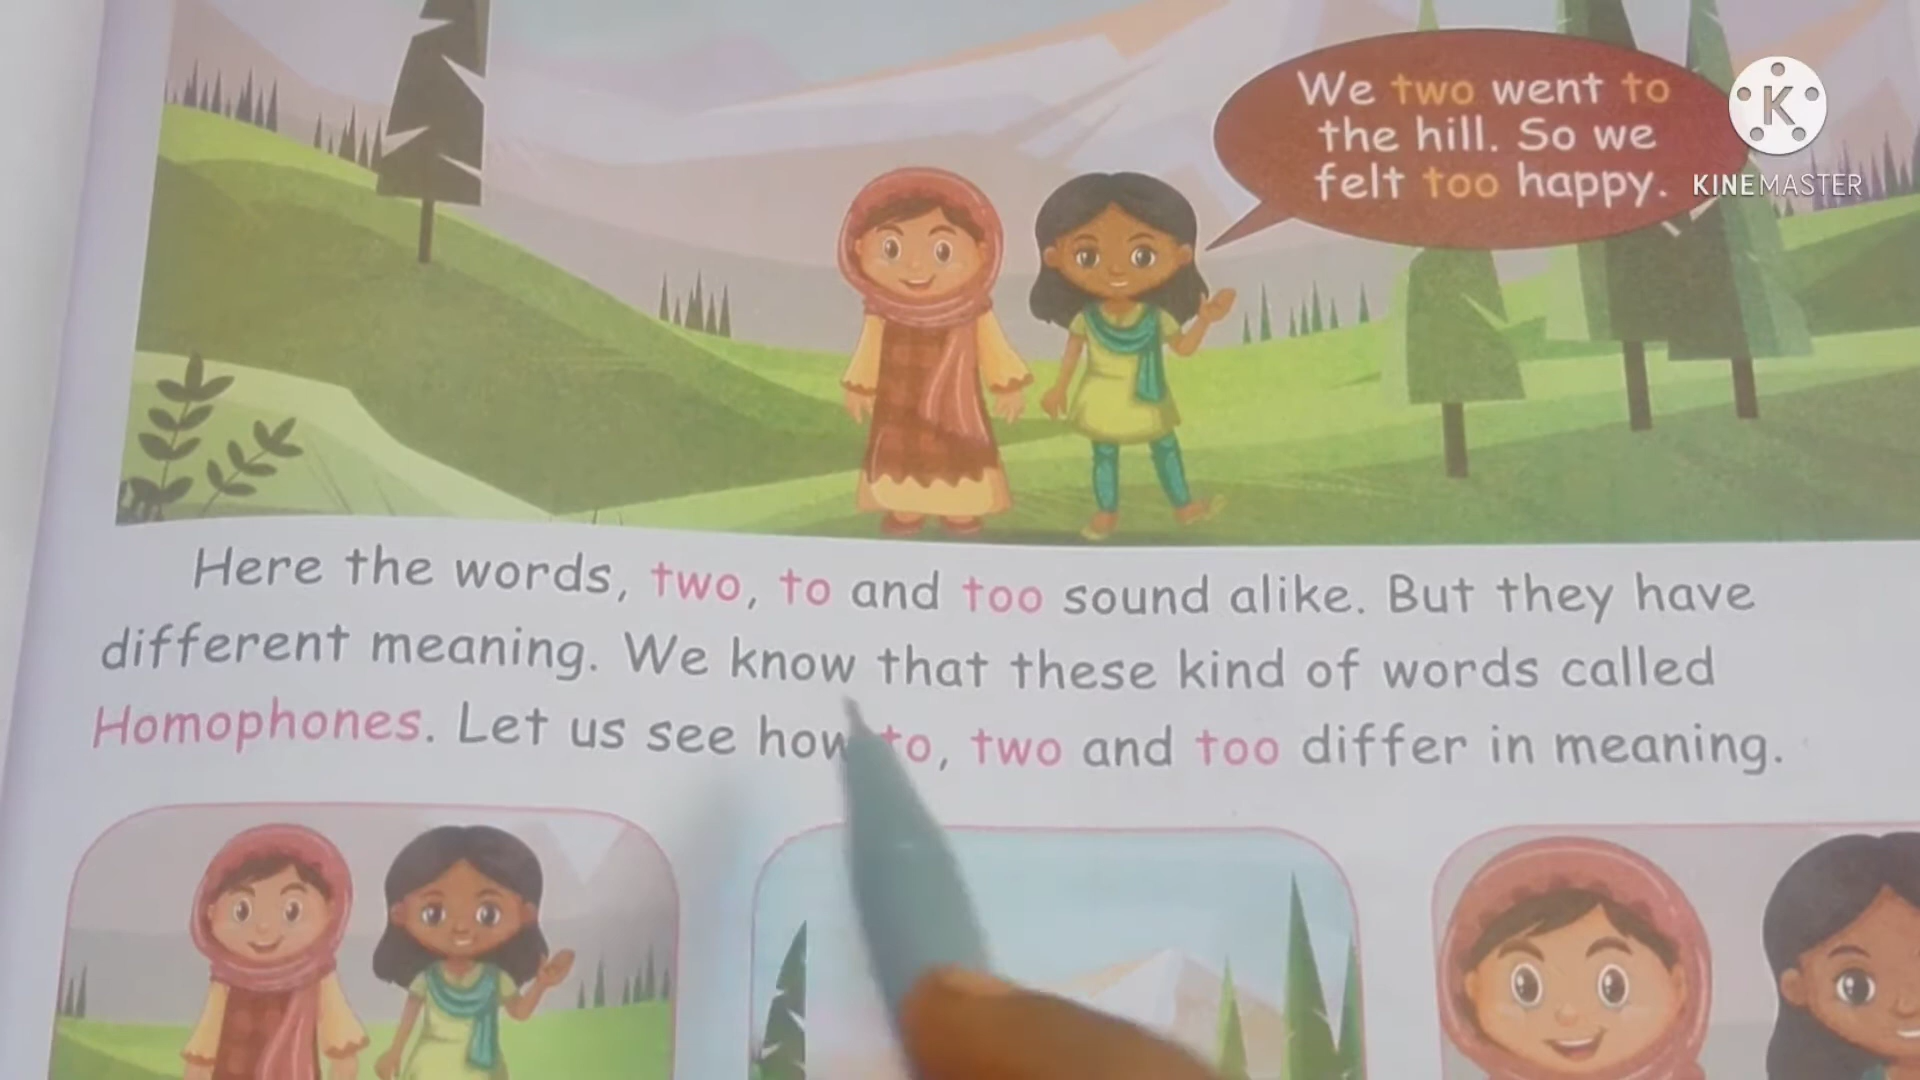 We two went to
the hill. So we
felt too happy.
K
KINEMASTER
Here the words, two, to and too sound alike. But they have
different meaning. We know that these kind of words called
Homophones. Let us see how to, two and too differ in meaning.